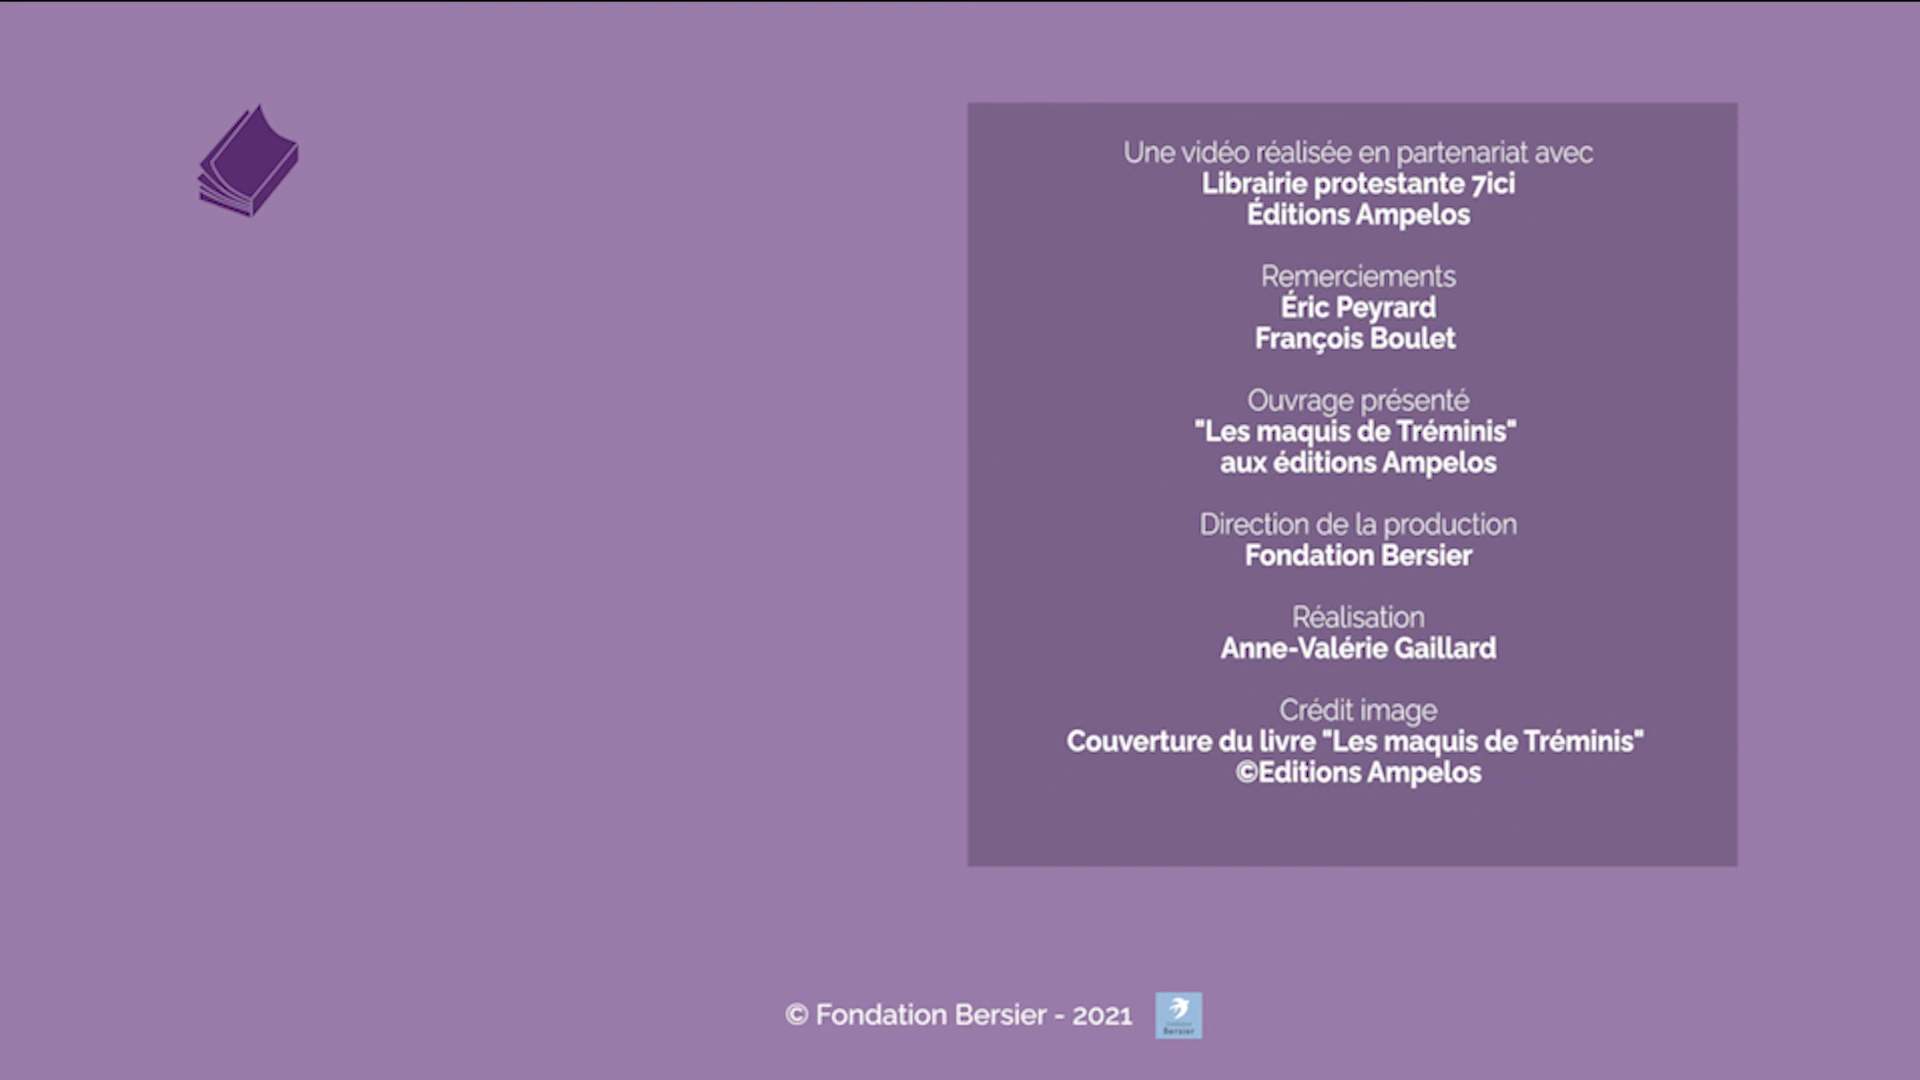 Une vidéo réalisée en partenariat avec
Librairie protestante 7ici
Éditions Ampelos
Remerciements
Éric Peyrard
François Boulet
Ouvrage présenté
"Les maquis de Tréminis"
aux éditions Ampelos
Direction de la production
Fondation Bersier
Réalisation
Anne-Valérie Gaillard
Crédit image
Couverture du livre "Les maquis de Tréminis"
©Editions Ampelos
© Fondation Bersier - 2021
Bersier